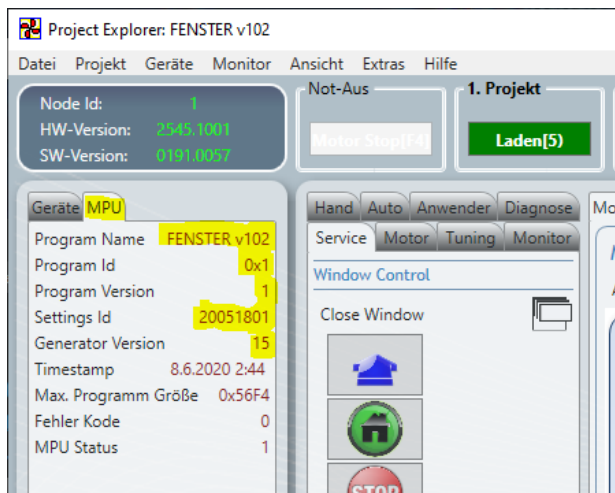 Project Explorer: FENSTER v102
Datei Projekt Geräte Monitor Ansicht Extras Hilfe
Node Id: 1
HW-Version: 2545.1001
SW-Version: 0191.0057
Not-Aus
Motor Stop[F4]
1. Projekt
Laden[5)
Geräte MPU
Program Name FENSTER v102
Program Id 0x1
Program Version 1
Settings Id 20051801
Generator Version 15
Timestamp 8.6.2020 2:44
Max. Programm Größe 0x56F4
Fehler Kode 0
MPU Status 1
Hand Auto Anwender Diagnose
Service Motor Tuning Monitor
Window Control
Close Window
STOP